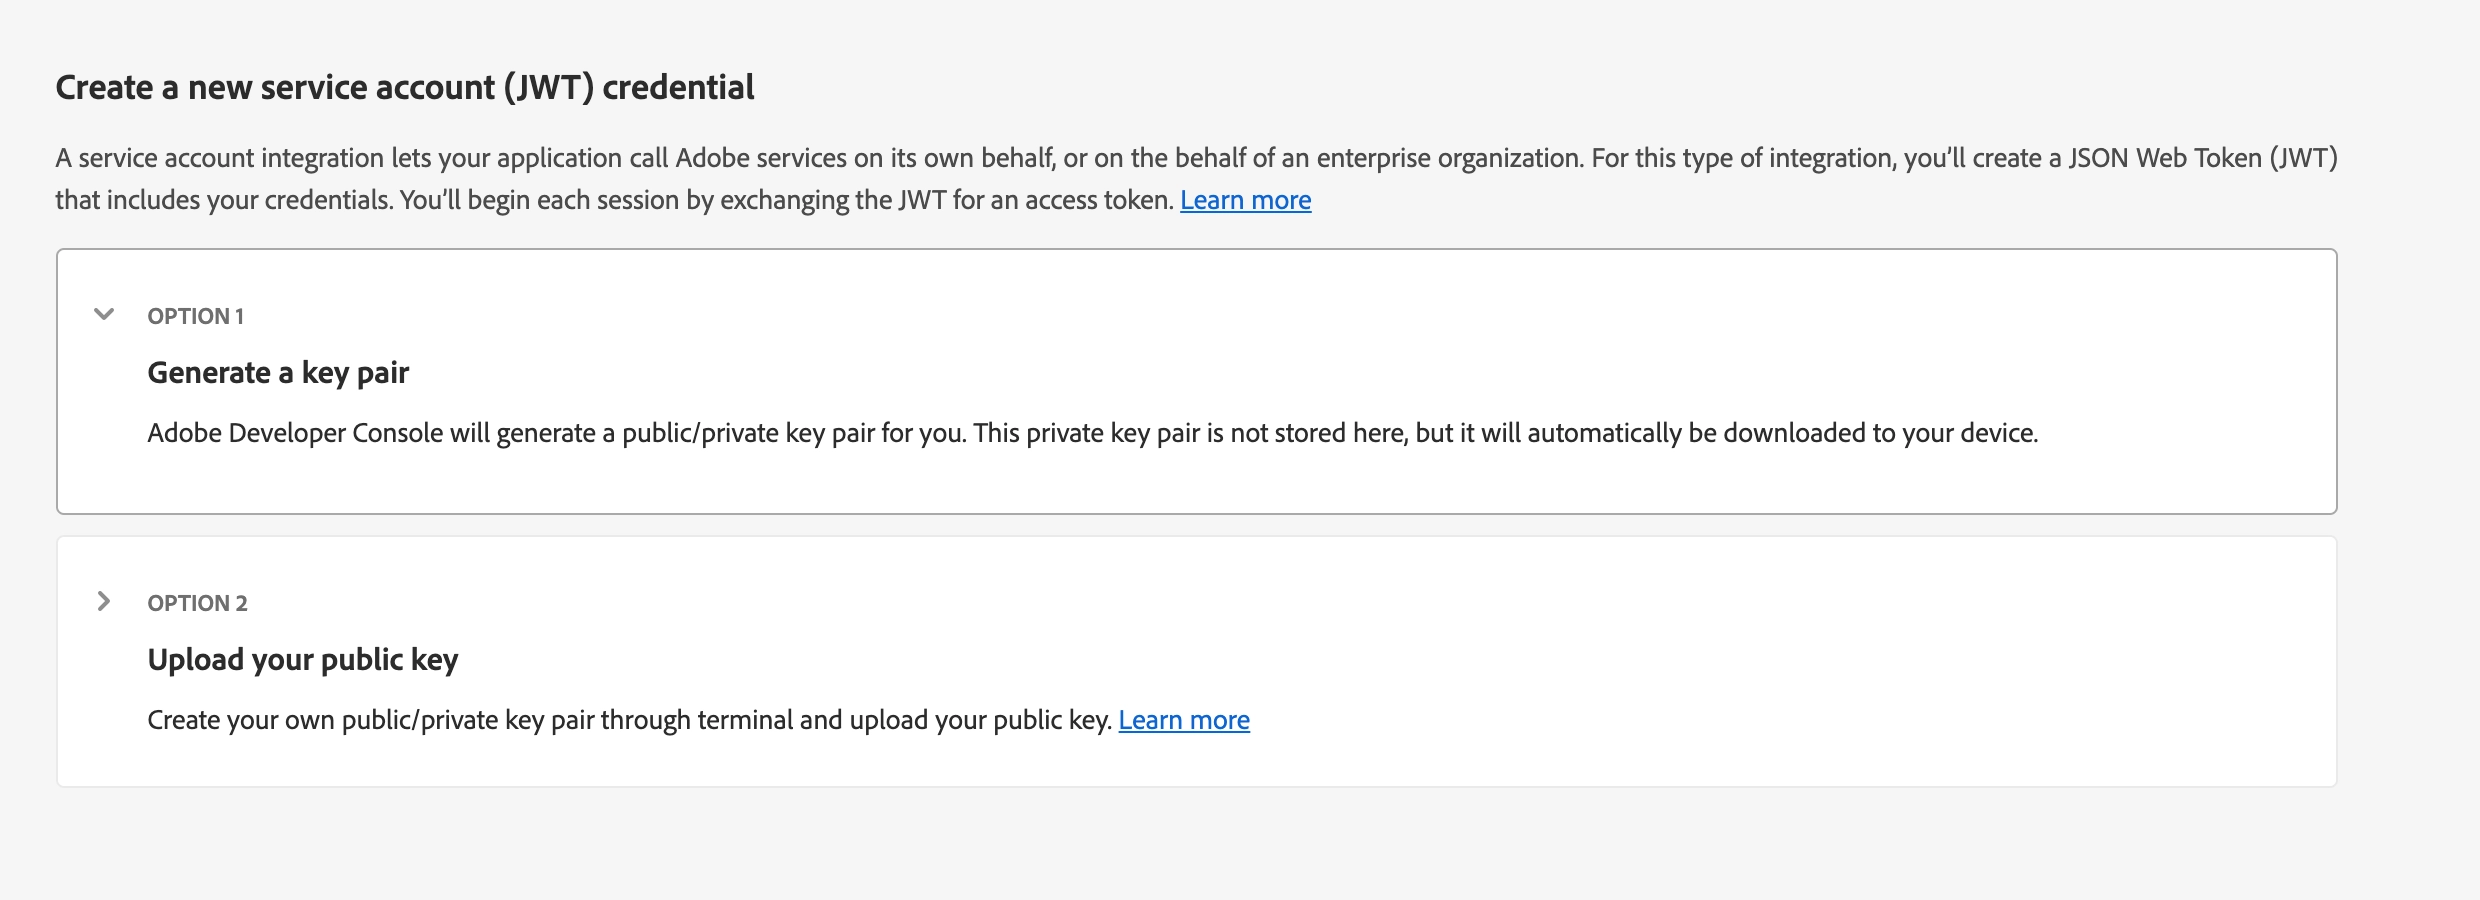 Create a new service account (JWT) credential
A service account integration lets your application call Adobe services on its own behalf, or on the behalf of an enterprise organization. For this type of integration, you’ll create a JSON Web Token (JWT)
that includes your credentials. You’ll begin each session by exchanging the JWT for an access token. Learn more
OPTION 1
Generate a key pair
Adobe Developer Console will generate a public/private key pair for you. This private key pair is not stored here, but it will automatically be downloaded to your device.
OPTION 2
Upload your public key
Create your own public/private key pair through terminal and upload your public key. Learn more